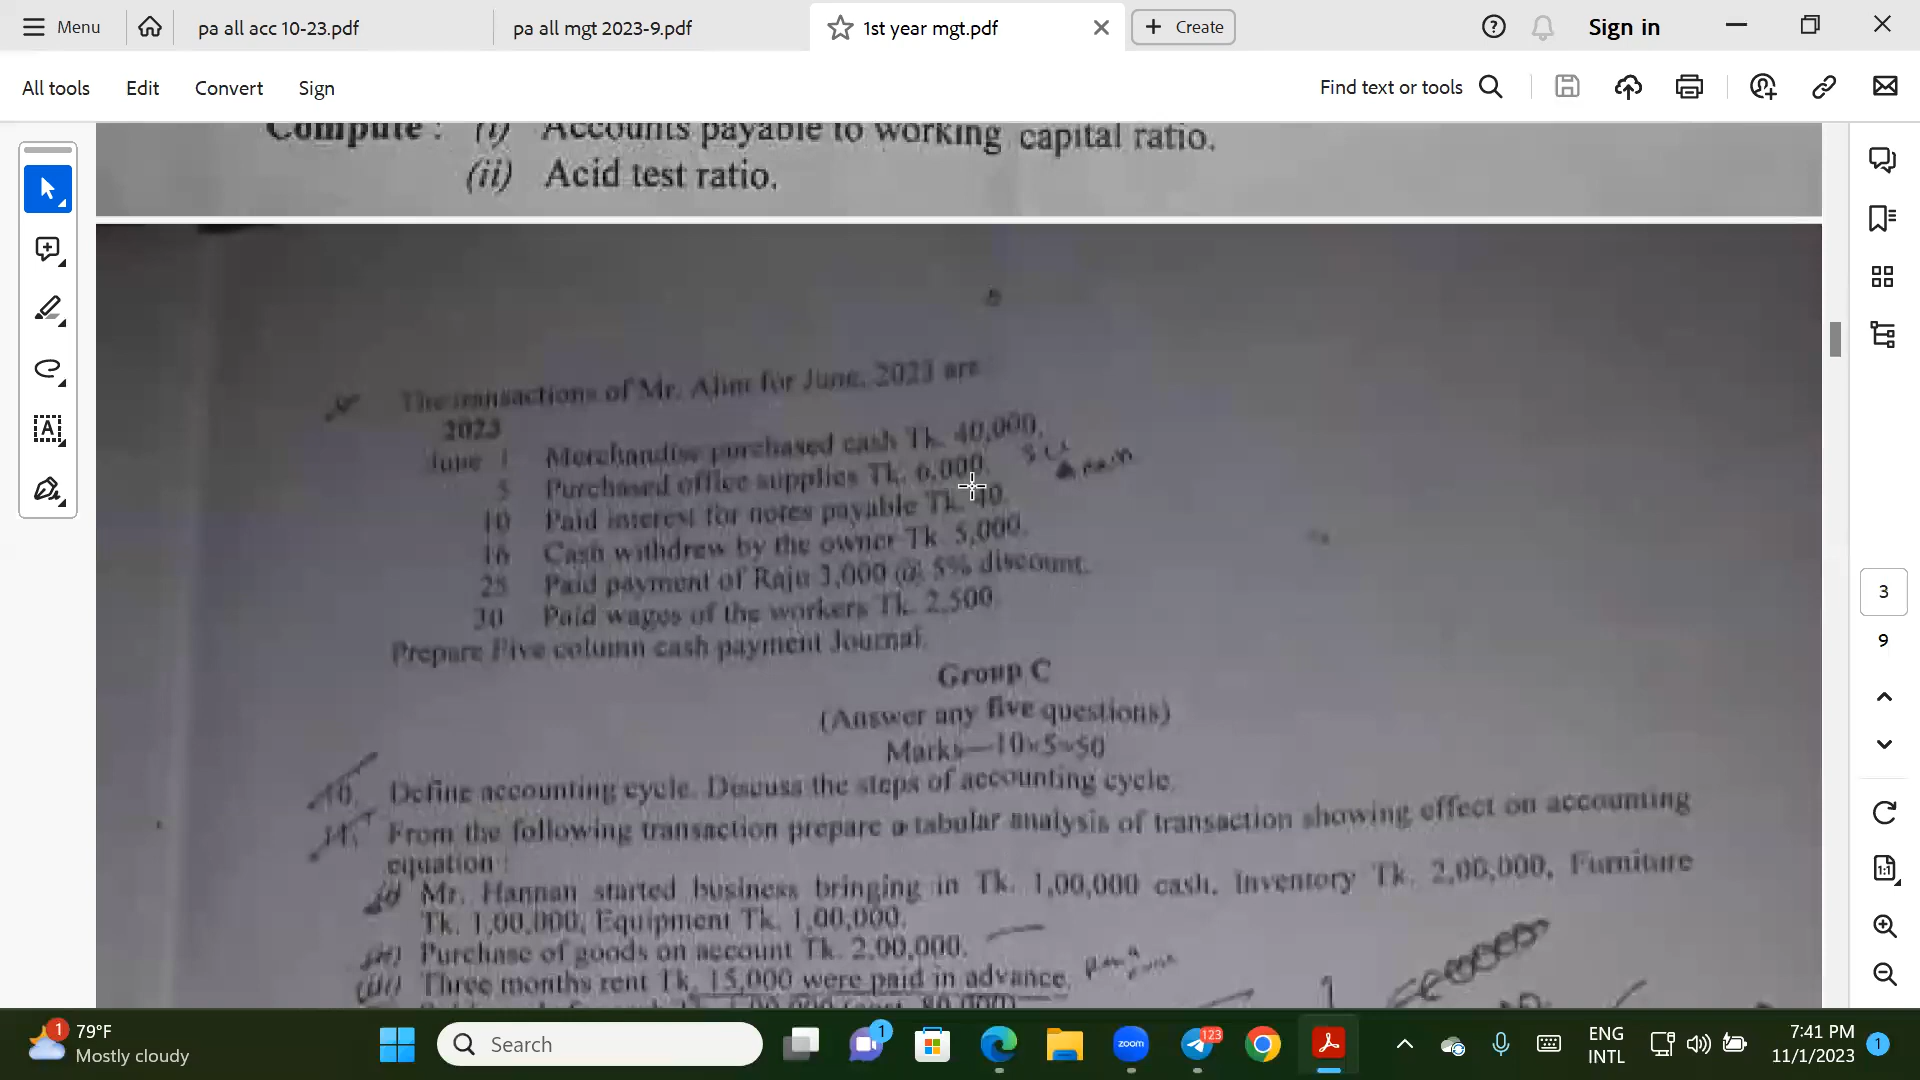 Menu
pa all acc 10-23.pdf
pa all mgt 2023-9.pdf
1st year mgt.pdf
Create
Sign in
All tools
Edit
Convert
Sign
Find text or tools
Compute : (i) Accounts payable to working capital ratio.
(ii) Acid test ratio.
The transactions of Mr. Alim for June, 2023 are
2023
June 1 Merchandise purchased cash Tk. 40,000.
5 Purchased office supplies Tk. 6,000.
10 Paid interest for notes payable Tk. 40.
16 Cash withdrew by the owner Tk. 5,000.
25 Paid payment of Raju 3,000 @ 5% discount.
30 Paid wages of the workers Tk. 2,500.
Prepare Five column cash payment Journal.
Group C
(Answer any five questions)
Marks—10×5=50
10. Define accounting cycle. Discuss the steps of accounting cycle.
11. From the following transaction prepare a tabular analysis of transaction showing effect on accounting
equation :
(i) Mr. Hannan started business bringing in Tk. 1,00,000 cash, Inventory Tk. 2,00,000, Furniture
Tk. 1,00,000, Equipment Tk. 1,00,000.
(ii) Purchase of goods on account Tk. 2,00,000.
(iii) Three months rent Tk. 15,000 were paid in advance.
3
9
1
79°F
Mostly cloudy
Search
1
zoom
123
ENG
INTL
7:41 PM
11/1/2023
1